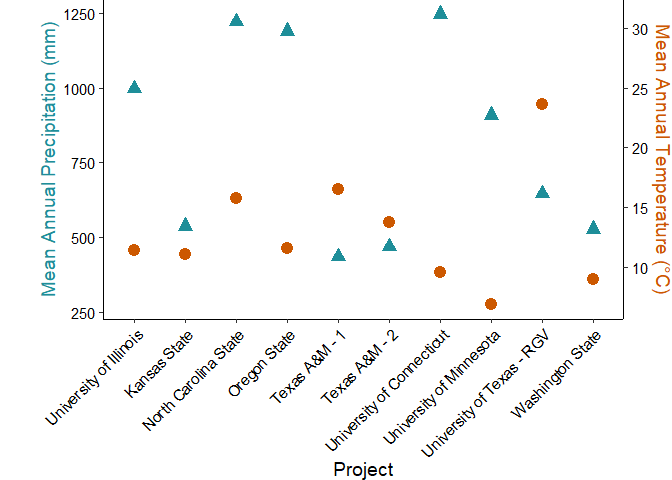 Mean Annual Precipitation (mm)
1250
1000
750
500
250
30
25
20
15
10
Mean Annual Temperature (°C)
University of Illinois
Kansas State
North Carolina State
Oregon State
Texas A&M - 1
Texas A&M - 2
University of Connecticut
University of Minnesota
University of Texas - RGV
Washington State
Project